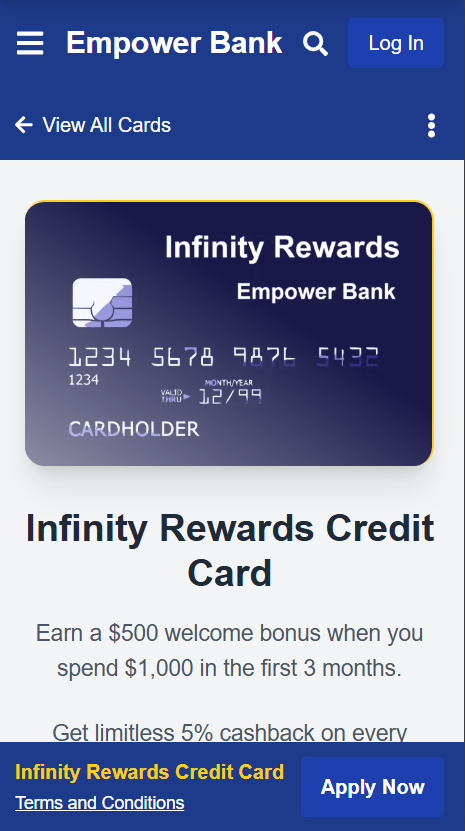 Empower Bank
Log In
View All Cards
Infinity Rewards
Empower Bank
1234 5678 9876 5432
1234
MONTH/YEAR
VALID
THRU
12/99
CARDHOLDER
Infinity Rewards Credit
Card
Earn a $500 welcome bonus when you
spend $1,000 in the first 3 months.
Get limitless 5% cashback on every
Infinity Rewards Credit Card
Terms and Conditions
Apply Now